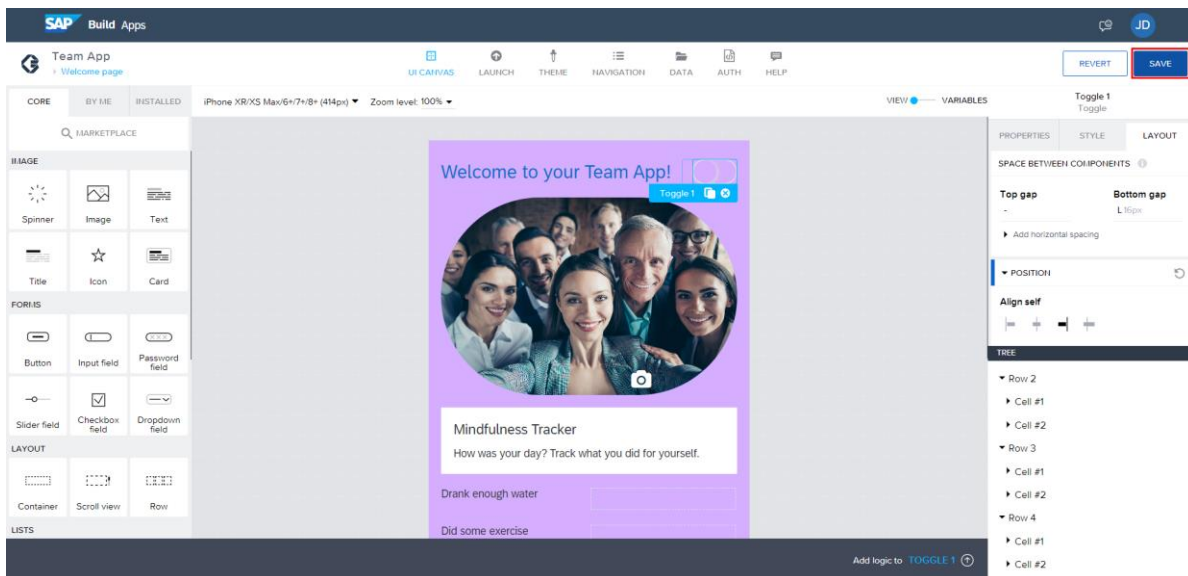 SAP Build Apps
JD
Team App
Welcome page
UI CANVAS LAUNCH THEME NAVIGATION DATA AUTH HELP
REVERT SAVE
CORE BY ME INSTALLED
iPhone XR/XS Max/6+/7+/8+ (414px) Zoom level: 100%
VIEW VARIABLES
Toggle 1
Toggle
MARKETPLACE
PROPERTIES STYLE LAYOUT
IMAGE
Spinner Image Text
Title Icon Card
FORMS
Button Input field Password field
Slider field Checkbox field Dropdown field
LAYOUT
Container Scroll view Row
LISTS
Welcome to your Team App!
Toggle 1
Mindfulness Tracker
How was your day? Track what you did for yourself.
Drank enough water
Did some exercise
Add logic to TOGGLE 1
SPACE BETWEEN COMPONENTS
Top gap Bottom gap
- L 16px
Add horizontal spacing
POSITION
Align self
TREE
Row 2
Cell #1
Cell #2
Row 3
Cell #1
Cell #2
Row 4
Cell #1
Cell #2